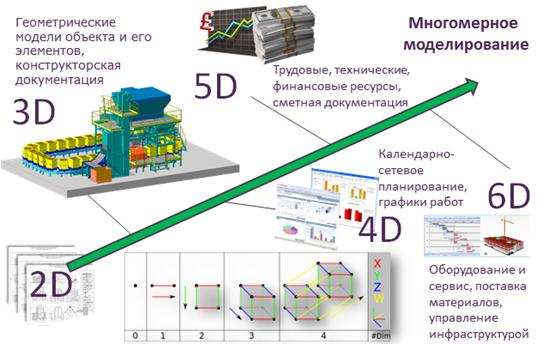 Геометрические
модели объекта и его
элементов,
конструкторская
документация
3D
5D
£
Многомерное
моделирование
Трудовые, технические,
финансовые ресурсы,
сметная документация
Календарно-
сетевое
планирование,
графики работ
4D
6D
Оборудование и
сервис, поставка
материалов,
управление
инфраструктурой
2D
X
Y
Z
W
0 1 2 3 4 #Dim